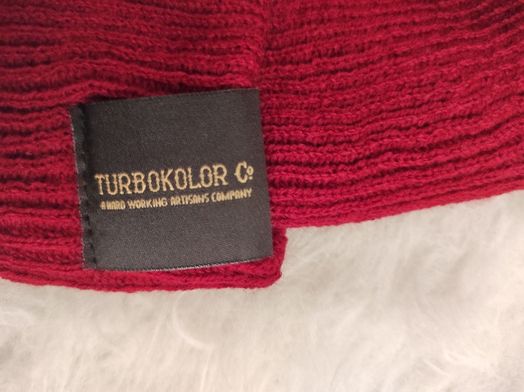 TURBOKOLOR Co
#HARD WORKING ARTISANS COMPANY